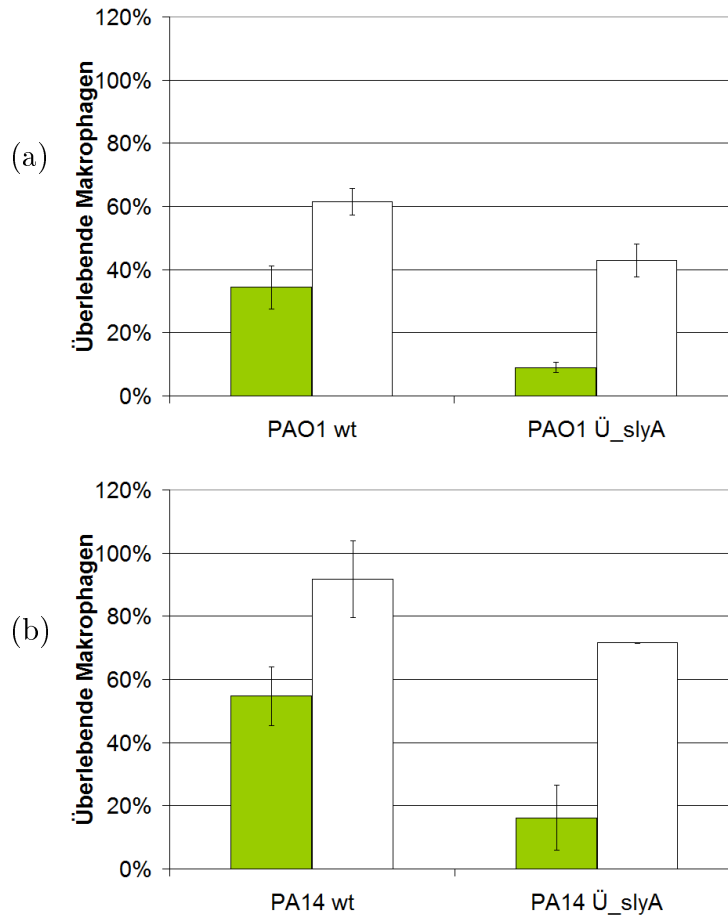 (a)
Überlebende Makrophagen
120%
100%
80%
60%
40%
20%
0%
PAO1 wt
PAO1 Ü_slyA
(b)
Überlebende Makrophagen
120%
100%
80%
60%
40%
20%
0%
PA14 wt
PA14 Ü_slyA